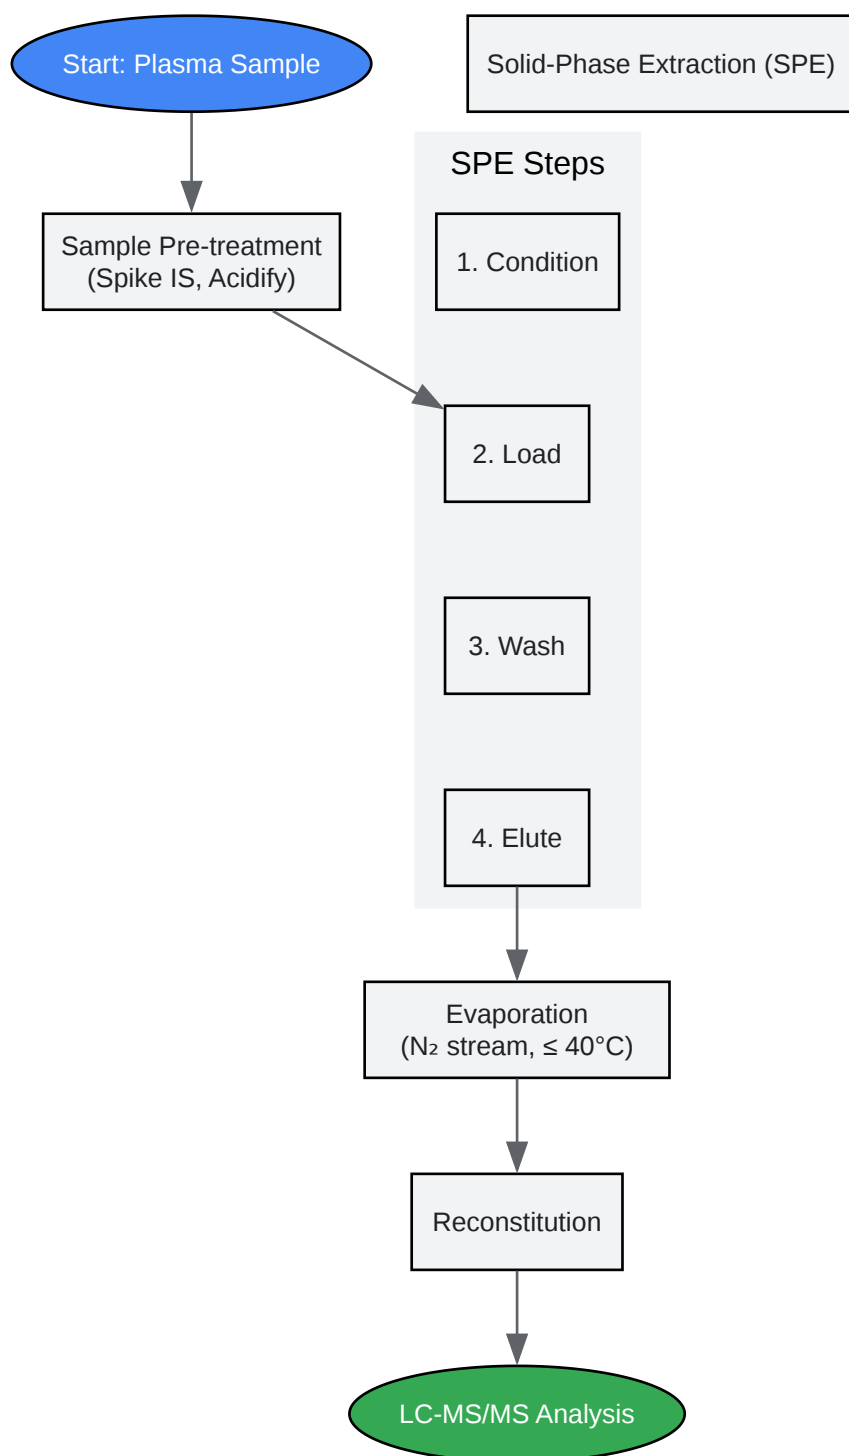 Start: Plasma Sample
Solid-Phase Extraction (SPE)
SPE Steps
Sample Pre-treatment
(Spike IS, Acidify)
1. Condition
2. Load
3. Wash
4. Elute
Evaporation
(N₂ stream, ≤ 40°C)
Reconstitution
LC-MS/MS Analysis